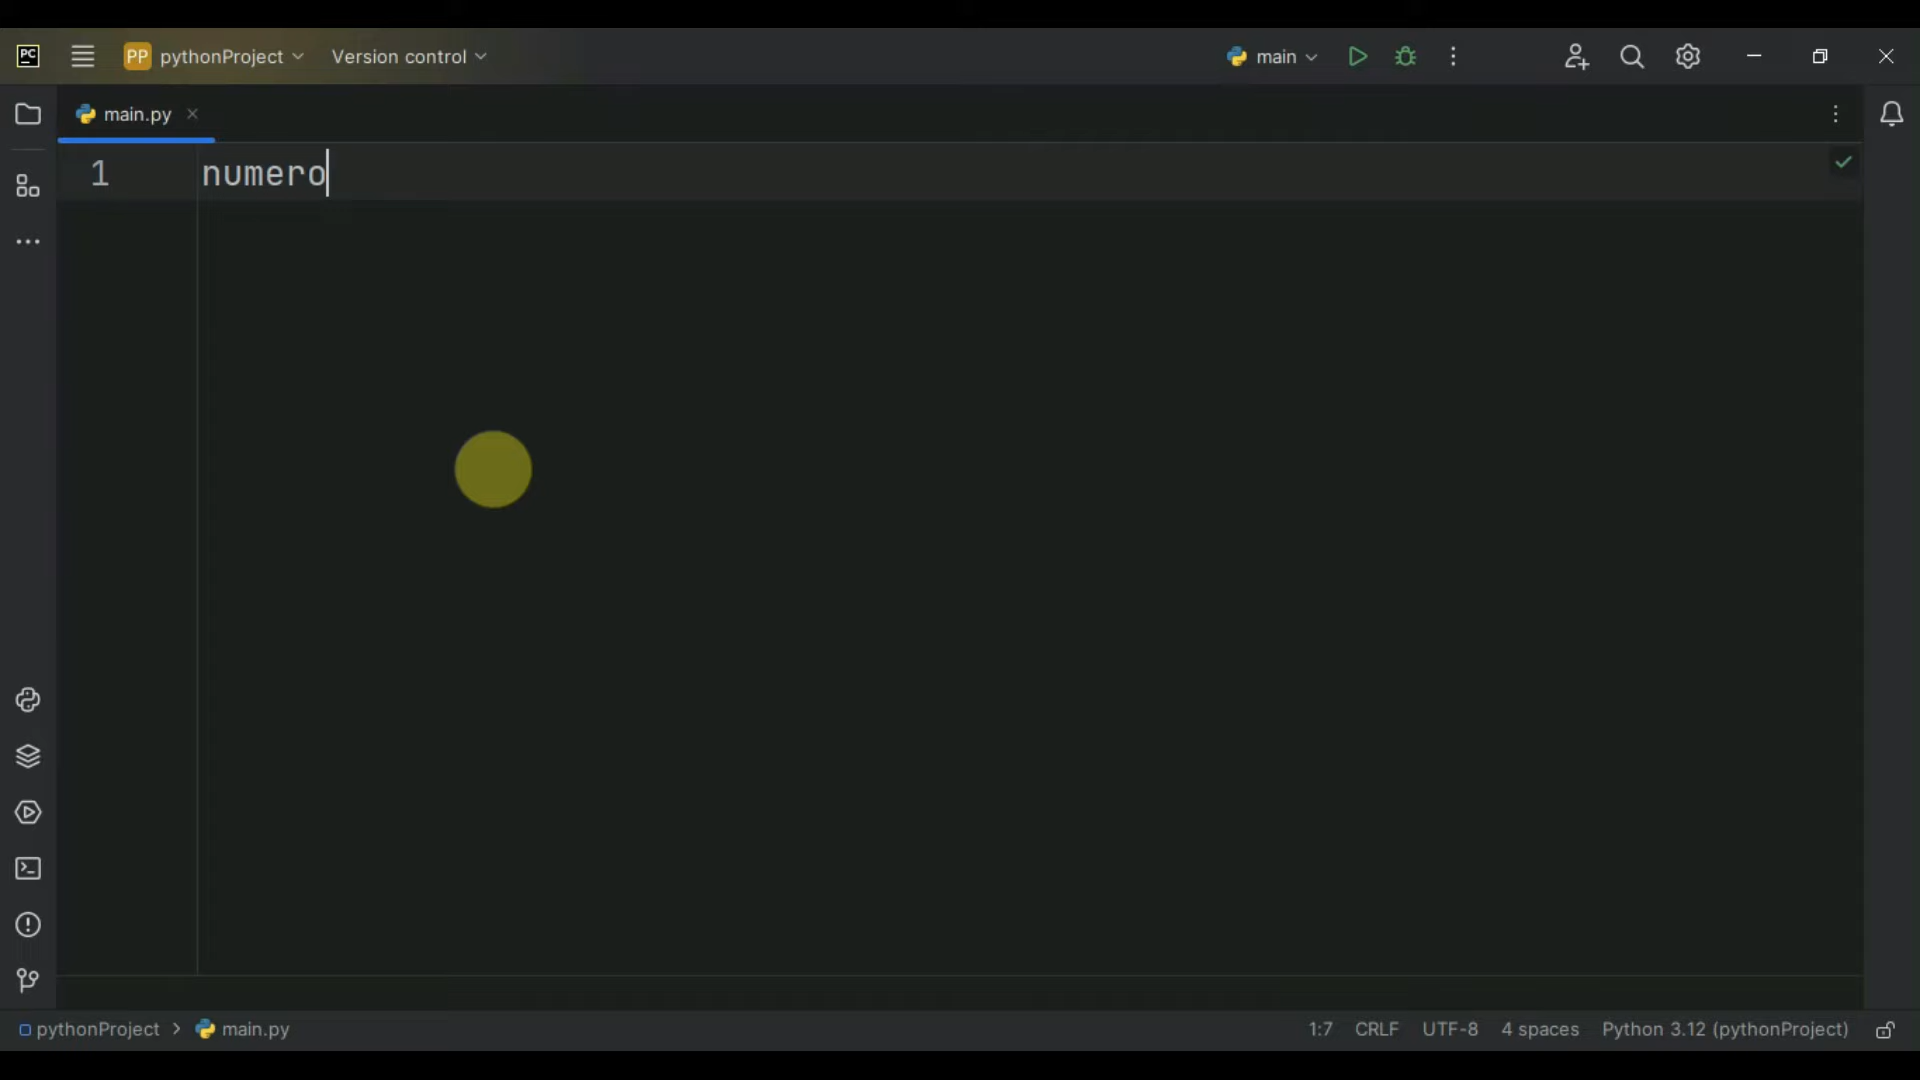 PC PP pythonProject Version control main
main.py
1 numero
pythonProject > main.py 1:7 CRLF UTF-8 4 spaces Python 3.12 (pythonProject)